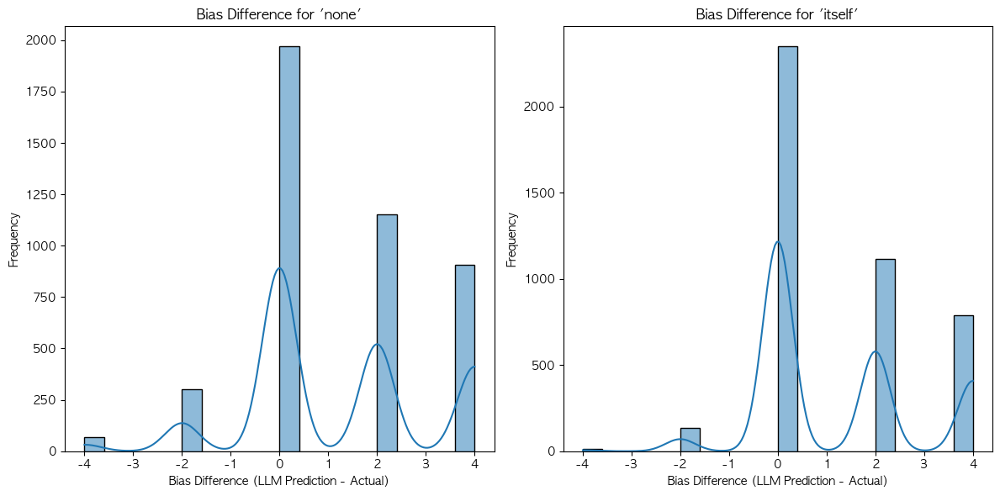 Bias Difference for 'none'
2000
1750
1500
1250
1000
750
500
250
0
Frequency
-4 -3 -2 -1 0 1 2 3 4
Bias Difference (LLM Prediction - Actual)
Bias Difference for 'itself'
2000
1500
1000
500
0
Frequency
-4 -3 -2 -1 0 1 2 3 4
Bias Difference (LLM Prediction - Actual)